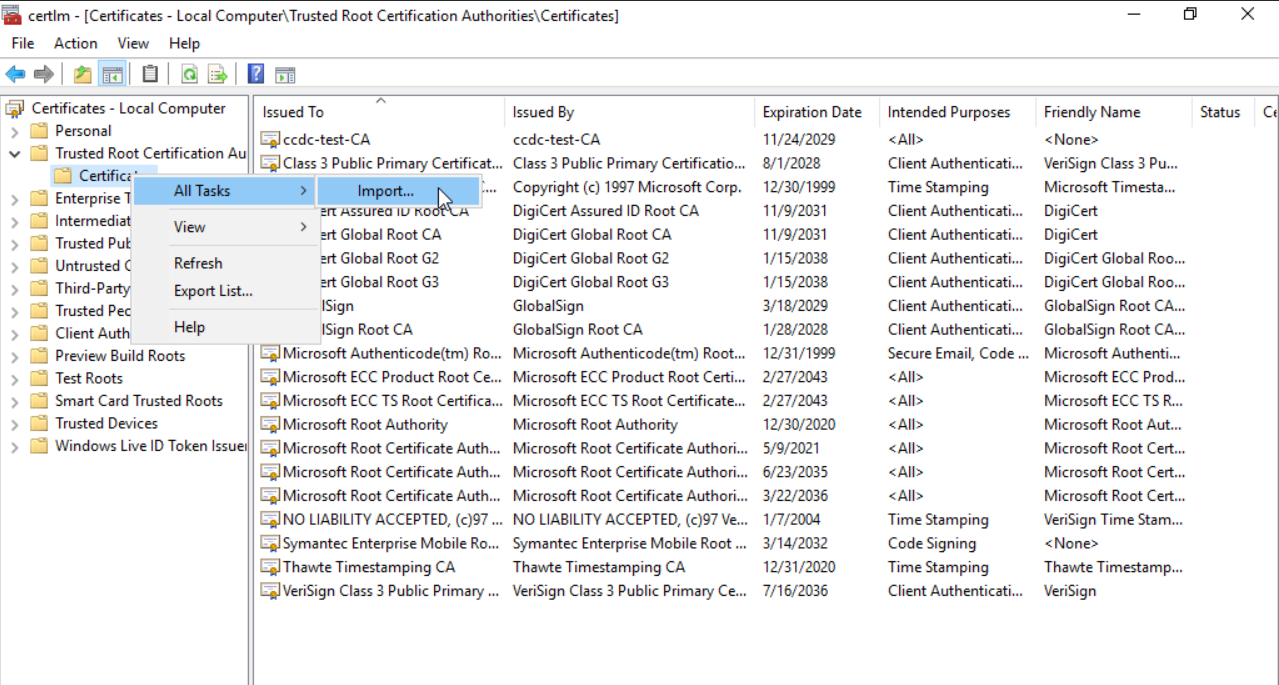 certlm - [Certificates - Local Computer\Trusted Root Certification Authorities\Certificates]
File Action View Help
Certificates - Local Computer
Personal
Trusted Root Certification Au
Certifica
Enterprise T
Intermediat
Trusted Pub
Untrusted C
Third-Party
Trusted Peo
Client Auth
Preview Build Roots
Test Roots
Smart Card Trusted Roots
Trusted Devices
Windows Live ID Token Issuer
All Tasks
View
Refresh
Export List...
Help
Import...
Issued To Issued By Expiration Date Intended Purposes Friendly Name Status Ce
ccdc-test-CA ccdc-test-CA 11/24/2029 <All> <None>
Class 3 Public Primary Certificat... Class 3 Public Primary Certificatio... 8/1/2028 Client Authenticati... VeriSign Class 3 Pu...
C... Copyright (c) 1997 Microsoft Corp. 12/30/1999 Time Stamping Microsoft Timesta...
ert Assured ID Root CA DigiCert Assured ID Root CA 11/9/2031 Client Authenticati... DigiCert
ert Global Root CA DigiCert Global Root CA 11/9/2031 Client Authenticati... DigiCert
ert Global Root G2 DigiCert Global Root G2 1/15/2038 Client Authenticati... DigiCert Global Roo...
ert Global Root G3 DigiCert Global Root G3 1/15/2038 Client Authenticati... DigiCert Global Roo...
lSign GlobalSign 3/18/2029 Client Authenticati... GlobalSign Root CA...
lSign Root CA GlobalSign Root CA 1/28/2028 Client Authenticati... GlobalSign Root CA...
Microsoft Authenticode(tm) Ro... Microsoft Authenticode(tm) Root... 12/31/1999 Secure Email, Code ... Microsoft Authenti...
Microsoft ECC Product Root Ce... Microsoft ECC Product Root Certi... 2/27/2043 <All> Microsoft ECC Prod...
Microsoft ECC TS Root Certifica... Microsoft ECC TS Root Certificate... 2/27/2043 <All> Microsoft ECC TS R...
Microsoft Root Authority Microsoft Root Authority 12/30/2020 <All> Microsoft Root Aut...
Microsoft Root Certificate Auth... Microsoft Root Certificate Authori... 5/9/2021 <All> Microsoft Root Cert...
Microsoft Root Certificate Auth... Microsoft Root Certificate Authori... 6/23/2035 <All> Microsoft Root Cert...
Microsoft Root Certificate Auth... Microsoft Root Certificate Authori... 3/22/2036 <All> Microsoft Root Cert...
NO LIABILITY ACCEPTED, (c)97 ... NO LIABILITY ACCEPTED, (c)97 Ve... 1/7/2004 Time Stamping VeriSign Time Stam...
Symantec Enterprise Mobile Ro... Symantec Enterprise Mobile Root ... 3/14/2032 Code Signing <None>
Thawte Timestamping CA Thawte Timestamping CA 12/31/2020 Time Stamping Thawte Timestamp...
VeriSign Class 3 Public Primary ... VeriSign Class 3 Public Primary Ce... 7/16/2036 Client Authenticati... VeriSign